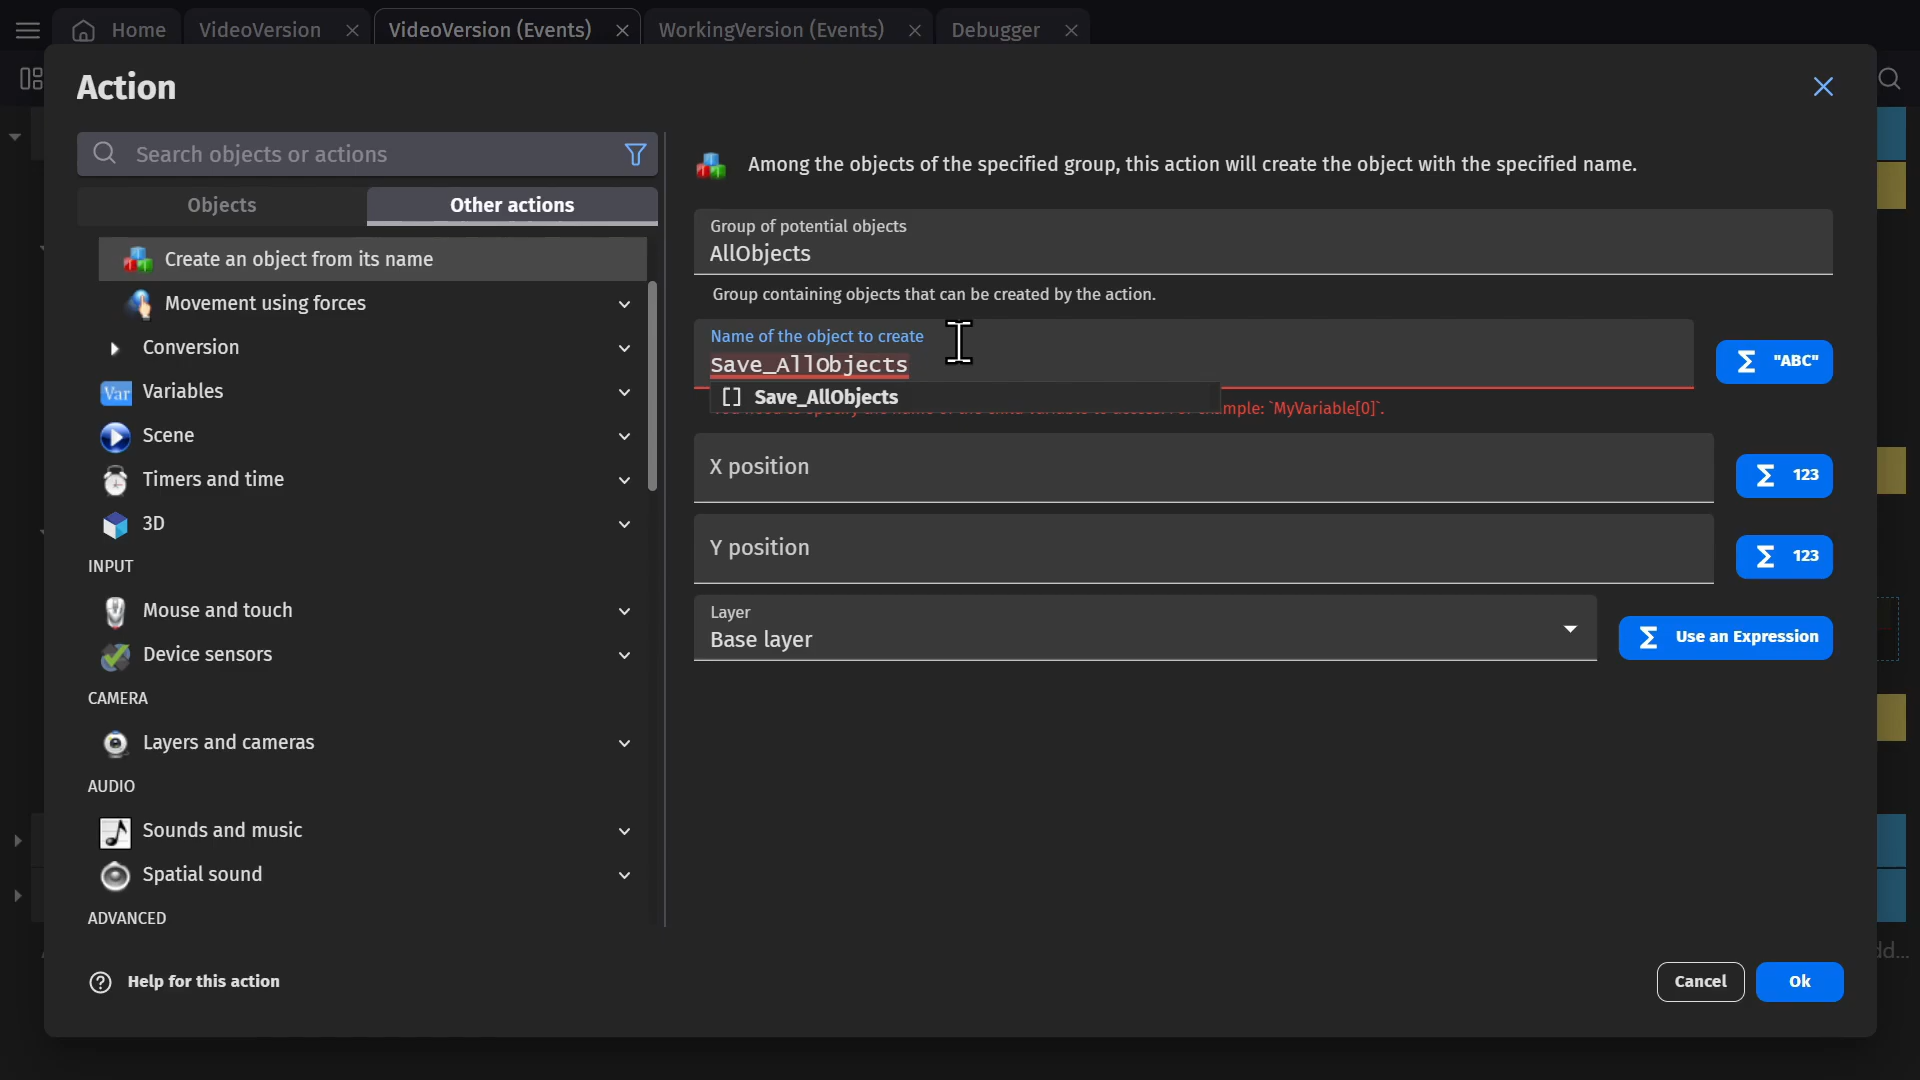 Home
VideoVersion
VideoVersion (Events)
WorkingVersion (Events)
Debugger
Action
Search objects or actions
Objects
Other actions
Create an object from its name
Movement using forces
Conversion
Var
Variables
Scene
Timers and time
3D
INPUT
Mouse and touch
Device sensors
CAMERA
Layers and cameras
AUDIO
Sounds and music
Spatial sound
ADVANCED
Help for this action
Among the objects of the specified group, this action will create the object with the specified name.
Group of potential objects
AllObjects
Group containing objects that can be created by the action.
Name of the object to create
Save_AllObjects
Σ "ABC"
[] Save_AllObjects
mple: `MyVariable[0]`.
X position
Σ 123
Y position
Σ 123
Layer
Base layer
Σ Use an Expression
Cancel
Ok